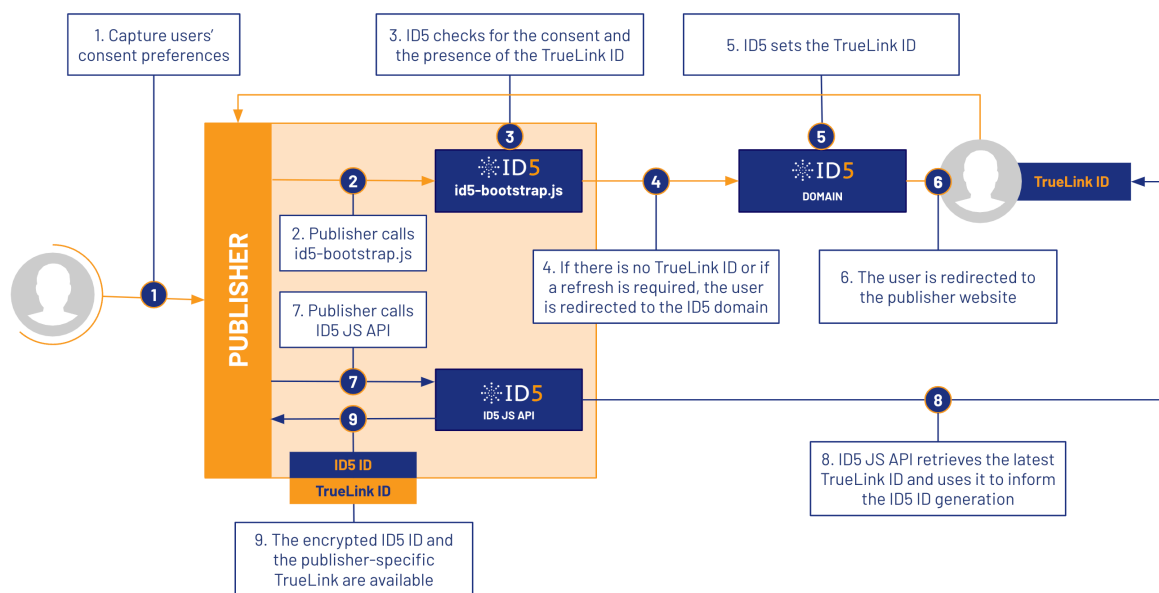 1. Capture users'
consent preferences
3. ID5 checks for the consent and
the presence of the TrueLink ID
5. ID5 sets the TrueLink ID
3
5
ID5
id5-bootstrap.js
ID5
DOMAIN
2
4
6
TrueLink ID
2. Publisher calls
id5-bootstrap.js
4. If there is no TrueLink ID or if
a refresh is required, the user
is redirected to the ID5 domain
6. The user is redirected to
the publisher website
1
PUBLISHER
7. Publisher calls
ID5 JS API
7
ID5
ID5 JS API
8
9
ID5 ID
TrueLink ID
8. ID5 JS API retrieves the latest
TrueLink ID and uses it to inform
the ID5 ID generation
9. The encrypted ID5 ID and
the publisher-specific
TrueLink are available